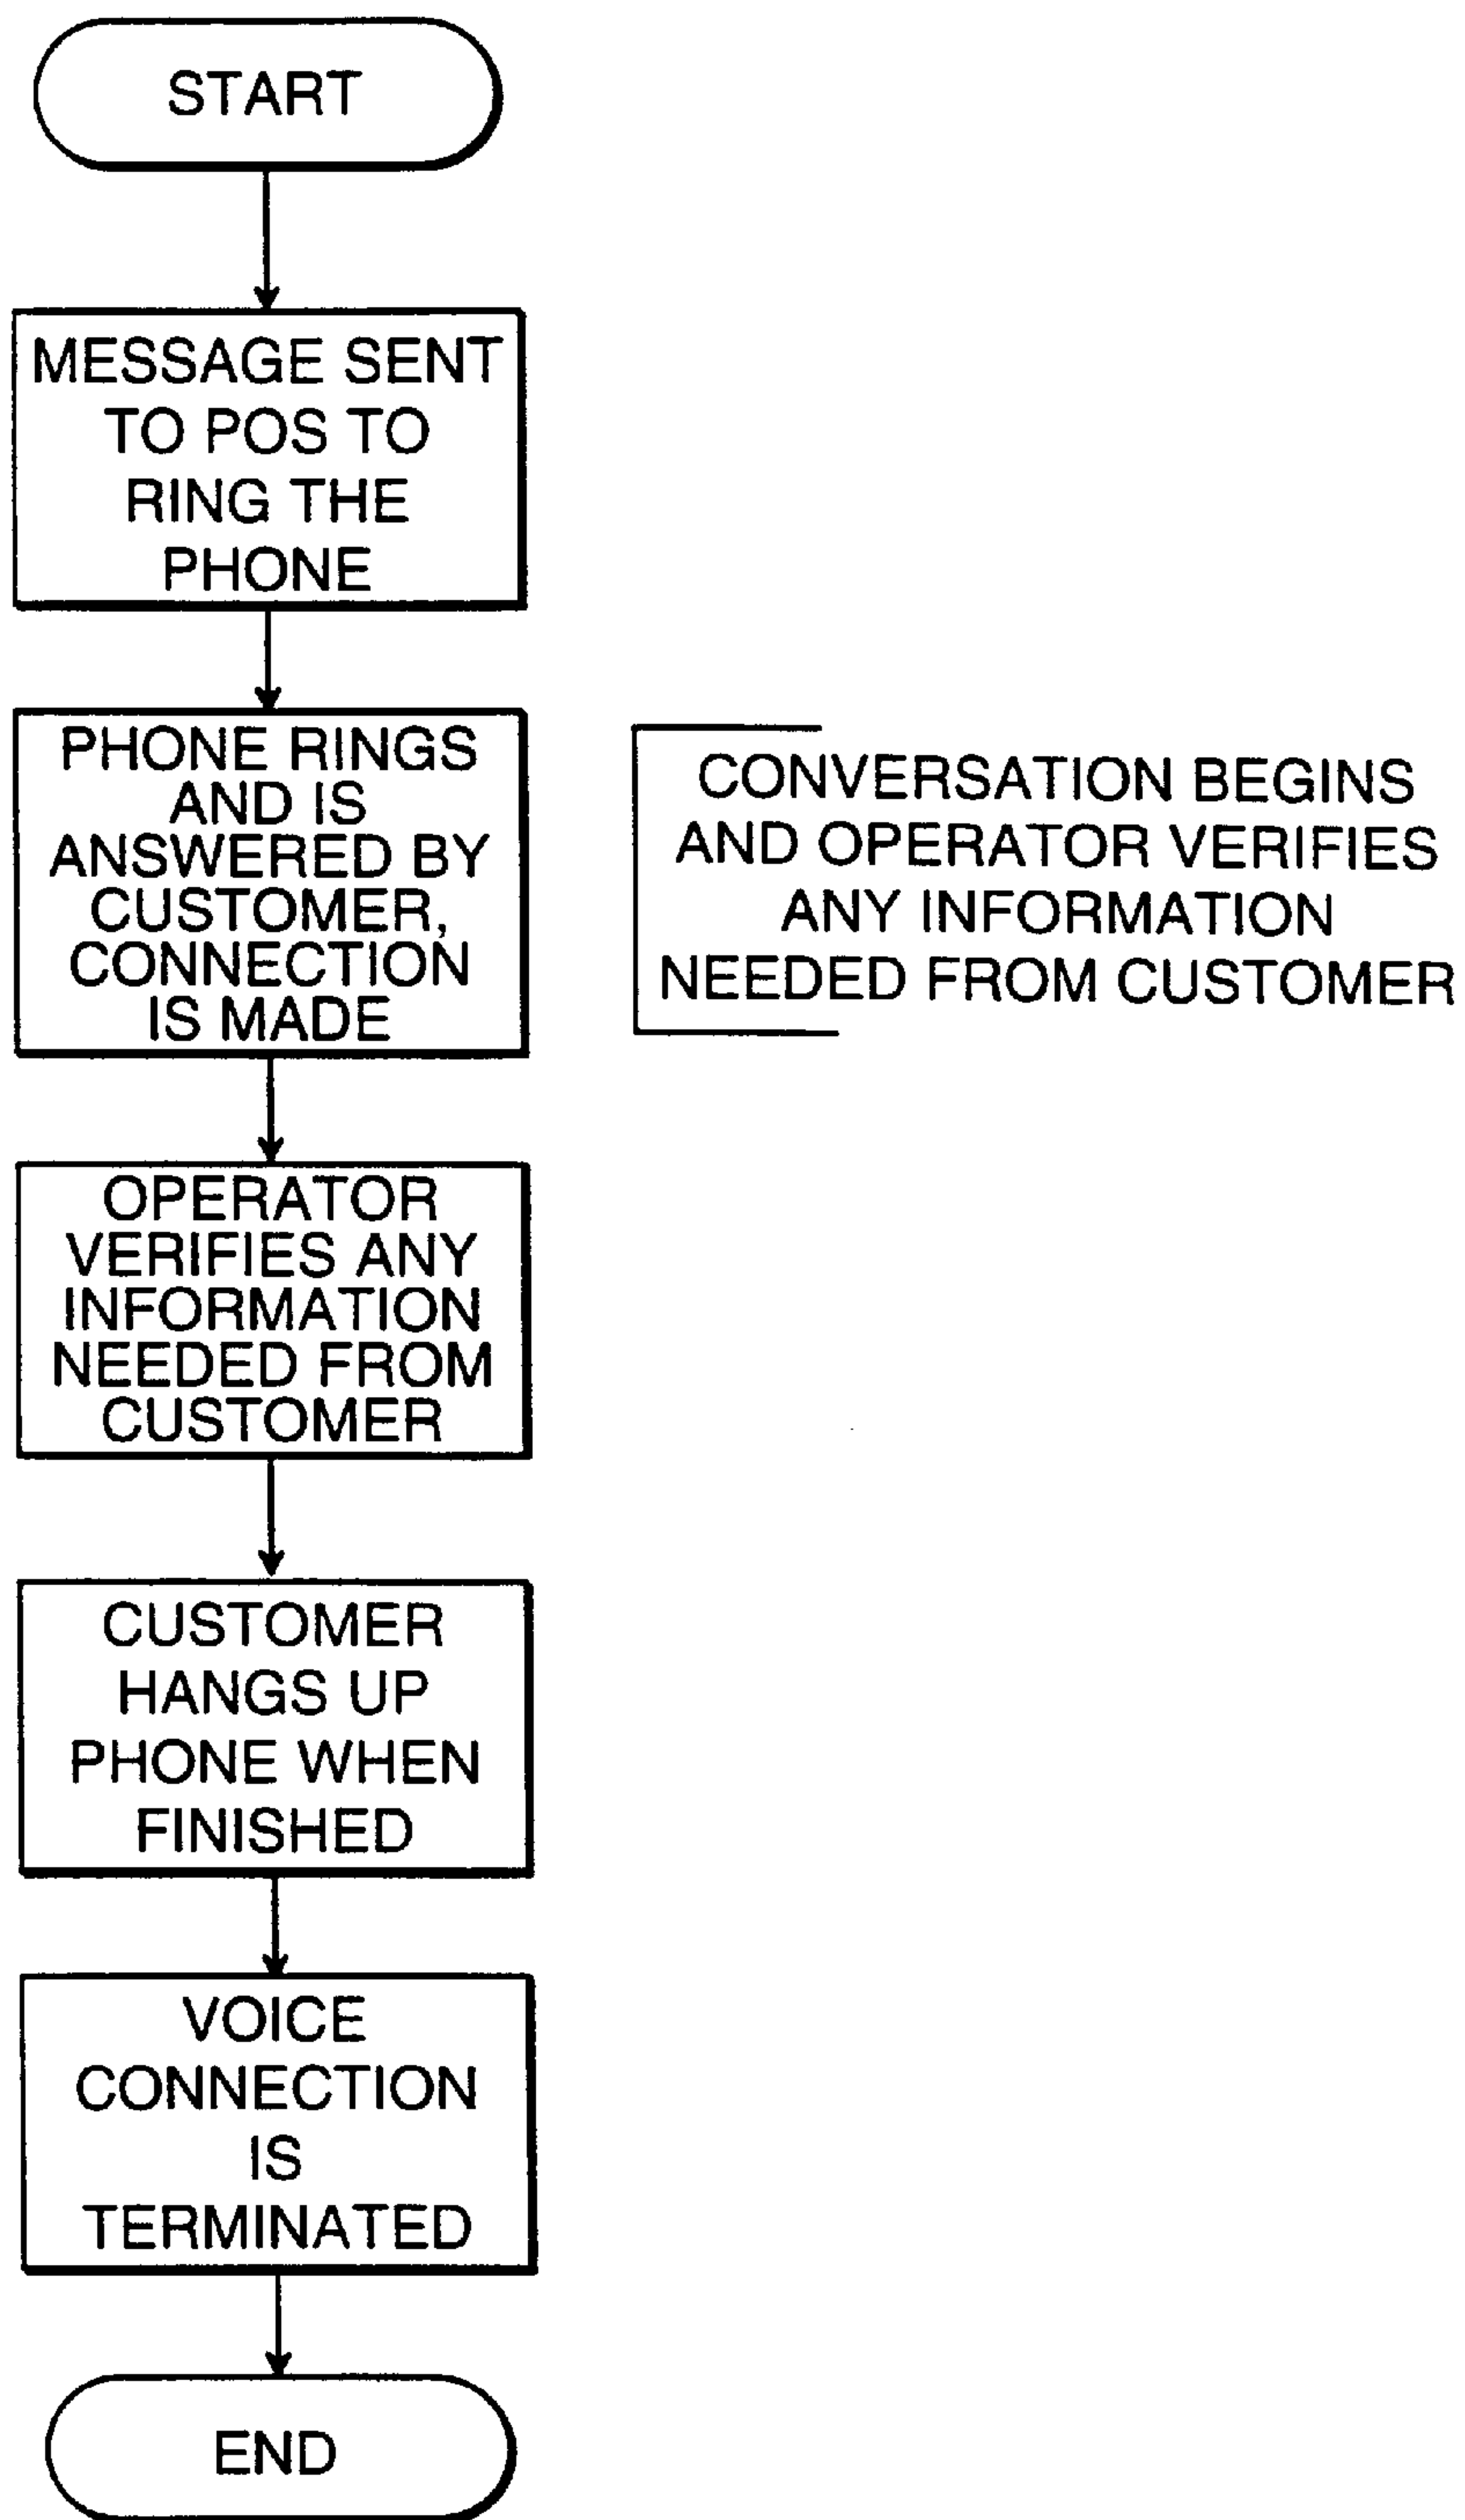 START
MESSAGE SENT
TO POS TO
RING THE
PHONE
PHONE RINGS
AND IS
ANSWERED BY
CUSTOMER,
CONNECTION
IS MADE
CONVERSATION BEGINS
AND OPERATOR VERIFIES
ANY INFORMATION
NEEDED FROM CUSTOMER
OPERATOR
VERIFIES ANY
INFORMATION
NEEDED FROM
CUSTOMER
CUSTOMER
HANGS UP
PHONE WHEN
FINISHED
VOICE
CONNECTION
IS
TERMINATED
END